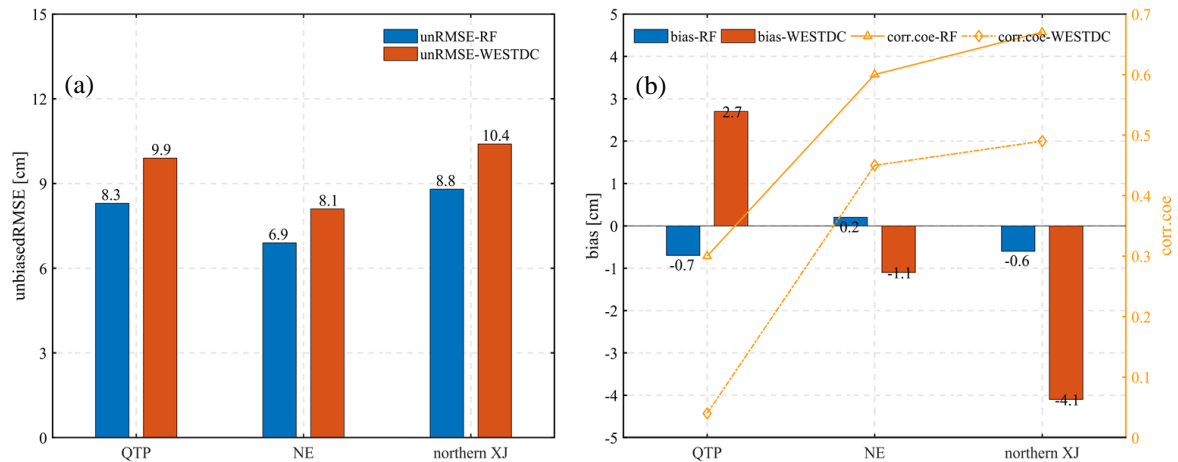 15
12
9
6
3
0
unbiasedRMSE [cm]
(a)
unRMSE-RF
unRMSE-WESTDC
8.3
9.9
6.9
8.1
8.8
10.4
QTP
NE
northern XJ
5
4
3
2
1
0
-1
-2
-3
-4
-5
bias [cm]
(b)
bias-RF
bias-WESTDC
corr.coe-RF
corr.coe-WESTDC
-0.7
2.7
0.2
-1.1
-0.6
-4.1
QTP
NE
northern XJ
0.7
0.6
0.5
0.4
0.3
0.2
0.1
0
corr.coe